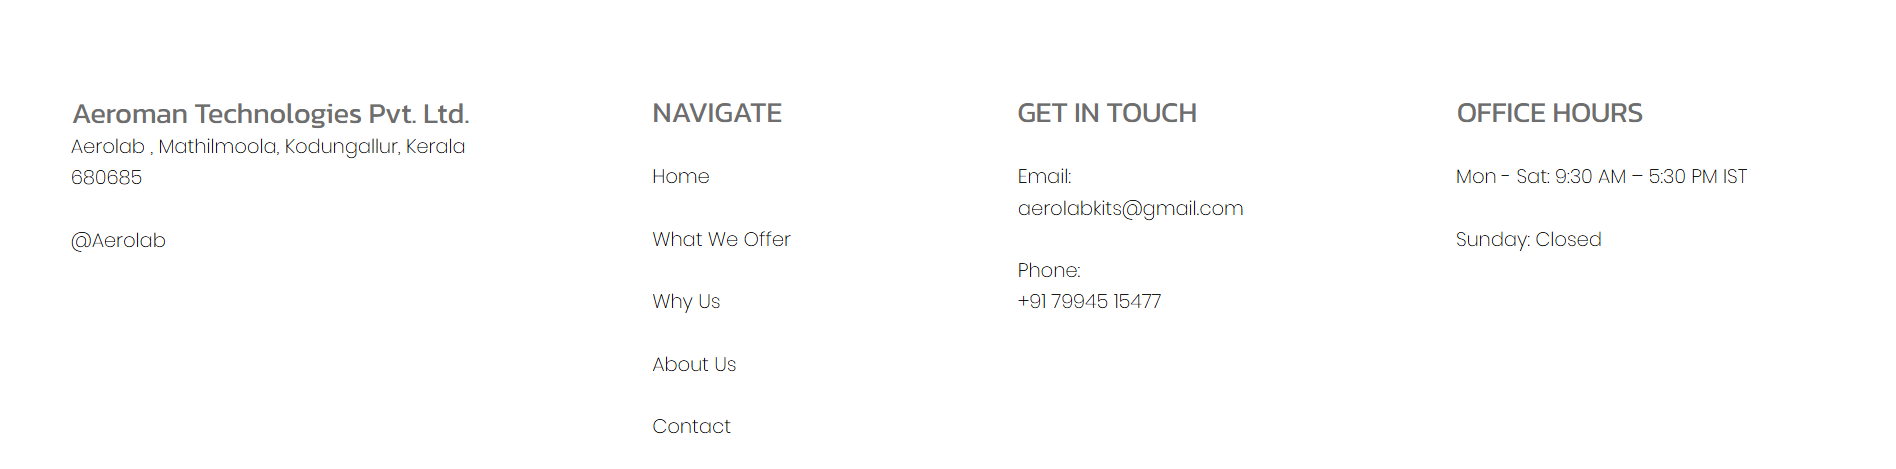 Aeroman Technologies Pvt. Ltd.
Aerolab , Mathilmoola, Kodungallur, Kerala
680685
@Aerolab
NAVIGATE
Home
What We Offer
Why Us
About Us
Contact
GET IN TOUCH
Email:
aerolabkits@gmail.com
Phone:
+91 79945 15477
OFFICE HOURS
Mon - Sat: 9:30 AM – 5:30 PM IST
Sunday: Closed